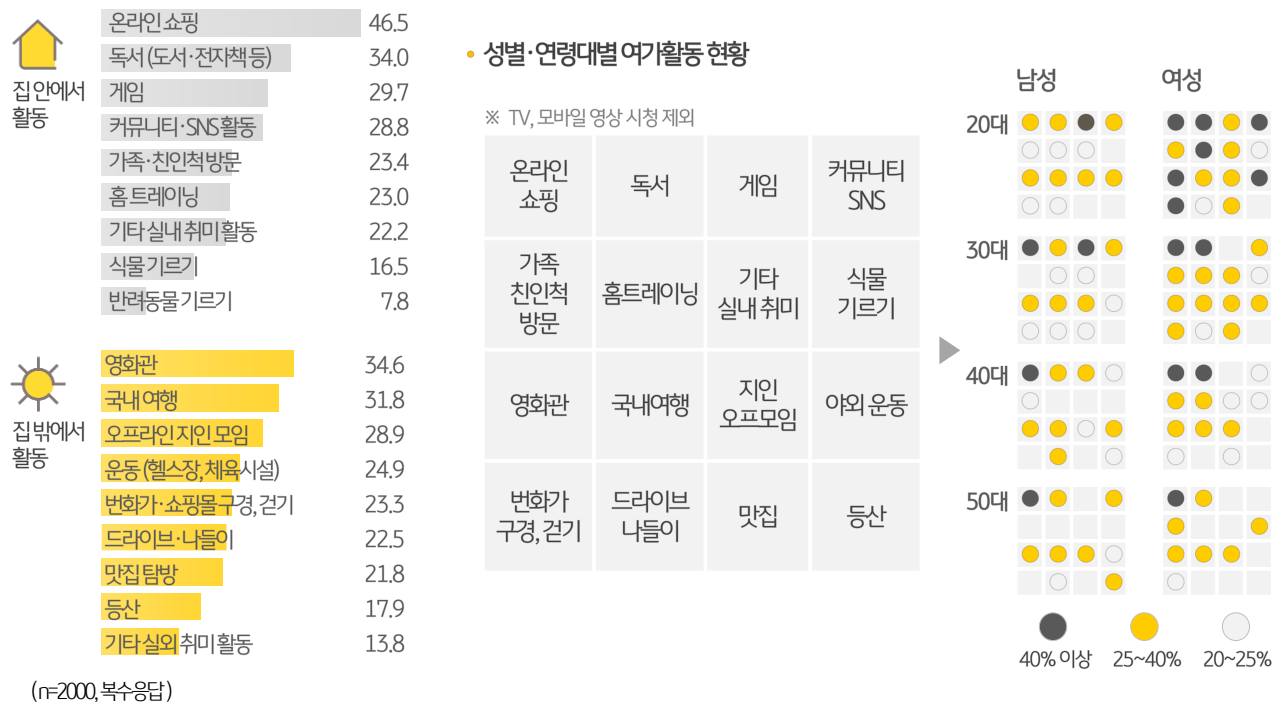 집 안에서
활동
온라인 쇼핑 46.5
독서 (도서·전자책 등) 34.0
게임 29.7
커뮤니티·SNS 활동 28.8
가족·친인척 방문 23.4
홈 트레이닝 23.0
기타 실내 취미 활동 22.2
식물 기르기 16.5
반려동물 기르기 7.8
집 밖에서
활동
영화관 34.6
국내 여행 31.8
오프라인 지인 모임 28.9
운동 (헬스장, 체육시설) 24.9
번화가·쇼핑몰 구경, 걷기 23.3
드라이브·나들이 22.5
맛집 탐방 21.8
등산 17.9
기타 실외 취미 활동 13.8
(n=2000, 복수응답)
• 성별·연령대별 여가활동 현황
※ TV, 모바일 영상 시청 제외
온라인
쇼핑
독서
게임
커뮤니티
SNS
가족
친인척
방문
홈트레이닝
기타
실내 취미
식물
기르기
영화관
국내여행
지인
오프모임
야외 운동
번화가
구경, 걷기
드라이브
나들이
맛집
등산
남성 여성
20대
30대
40대
50대
40% 이상
25~40%
20~25%